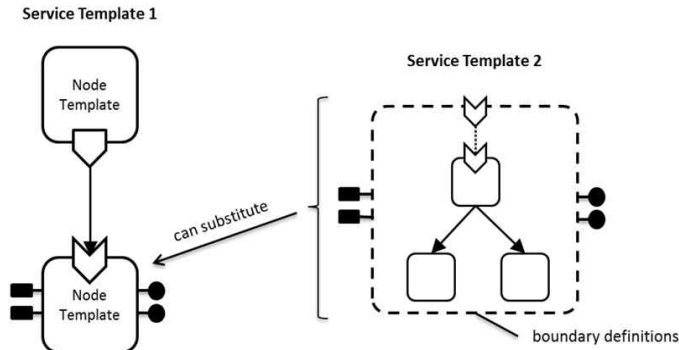 Service Template 1
Node
Template
Service Template 2
can substitute
Node
Template
boundary definitions